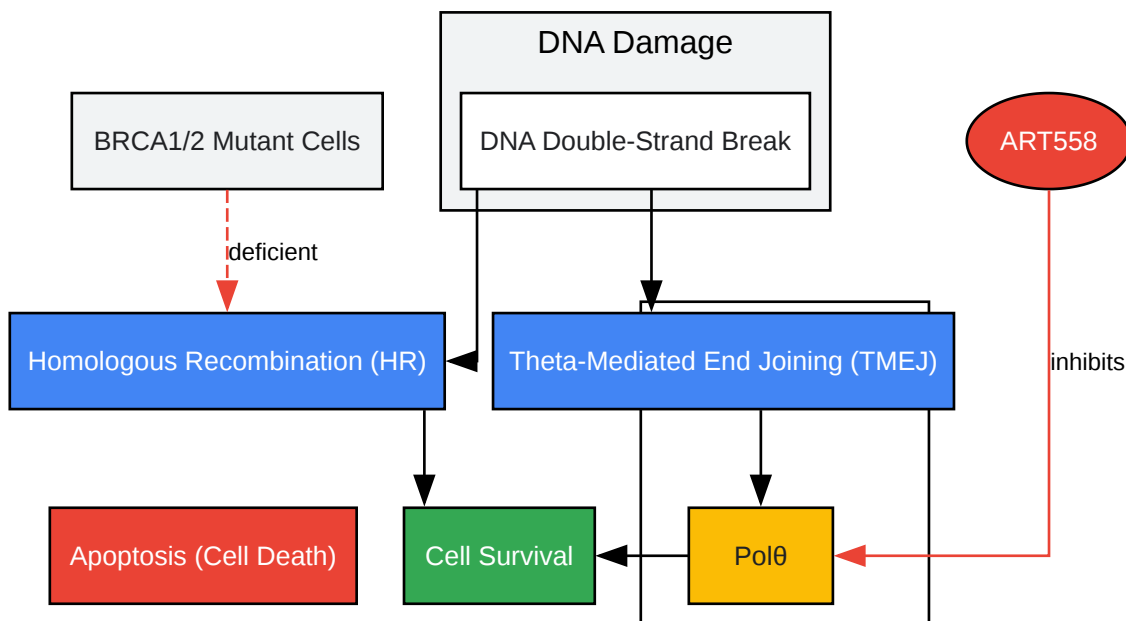 DNA Damage
BRCA1/2 Mutant Cells
DNA Double-Strand Break
ART558
deficient
Homologous Recombination (HR)
Theta-Mediated End Joining (TMEJ)
inhibits
Apoptosis (Cell Death)
Cell Survival
Polθ